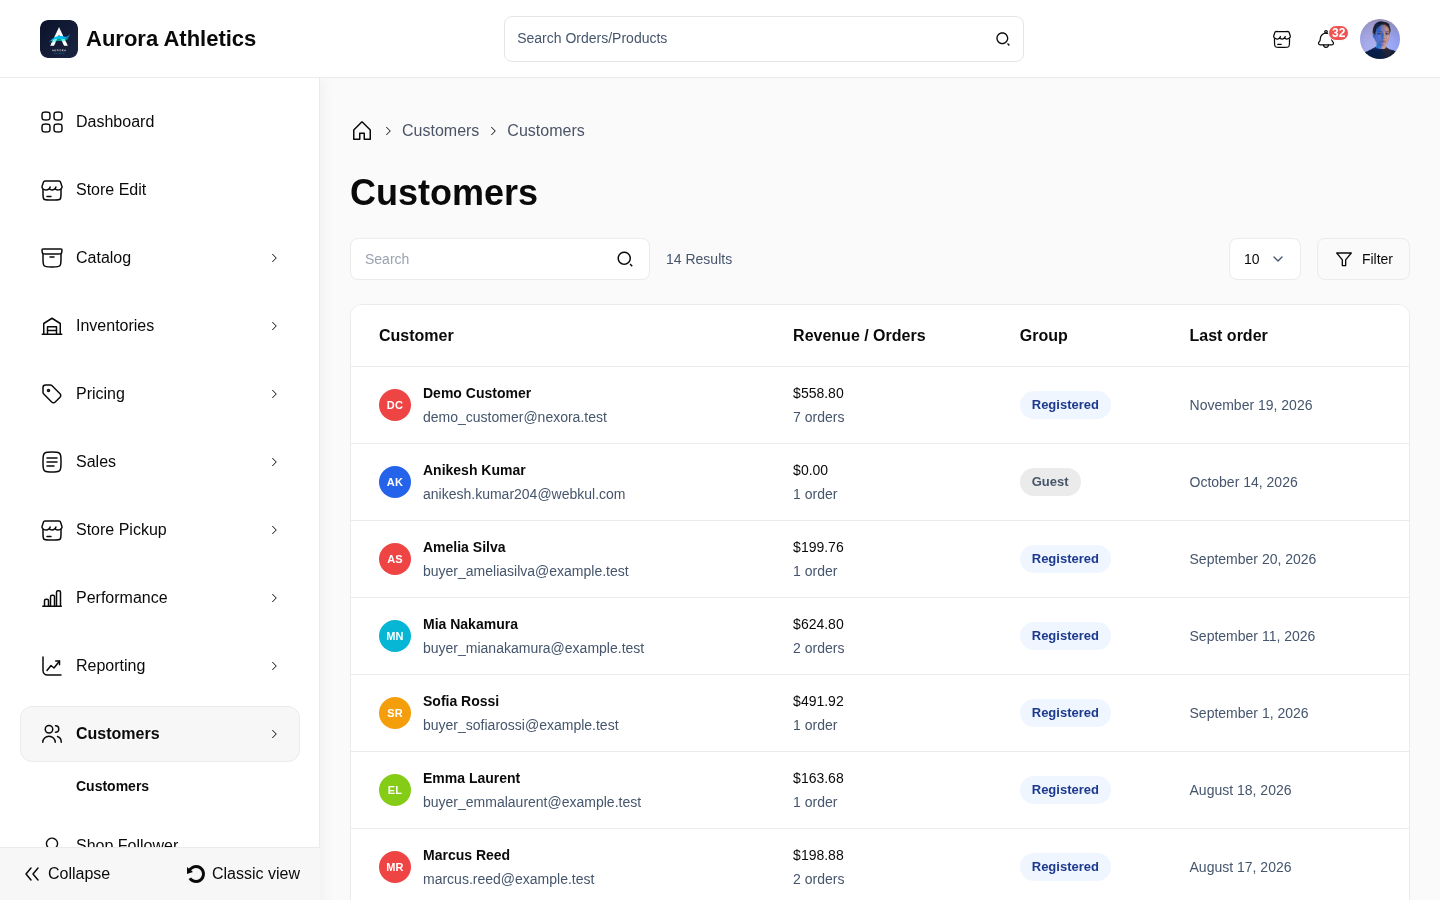 Aurora Athletics
Search Orders/Products
32
Dashboard
Store Edit
Catalog
Inventories
Pricing
Sales
Store Pickup
Performance
Reporting
Customers
Customers
Shop Follower
Collapse
Classic view
Customers
Customers
Customers
Search
14 Results
10
Filter
Customer Revenue / Orders Group Last order
DC
Demo Customer
demo_customer@nexora.test
$558.80
7 orders
Registered
November 19, 2026
AK
Anikesh Kumar
anikesh.kumar204@webkul.com
$0.00
1 order
Guest
October 14, 2026
AS
Amelia Silva
buyer_ameliasilva@example.test
$199.76
1 order
Registered
September 20, 2026
MN
Mia Nakamura
buyer_mianakamura@example.test
$624.80
2 orders
Registered
September 11, 2026
SR
Sofia Rossi
buyer_sofiarossi@example.test
$491.92
1 order
Registered
September 1, 2026
EL
Emma Laurent
buyer_emmalaurent@example.test
$163.68
1 order
Registered
August 18, 2026
MR
Marcus Reed
marcus.reed@example.test
$198.88
2 orders
Registered
August 17, 2026